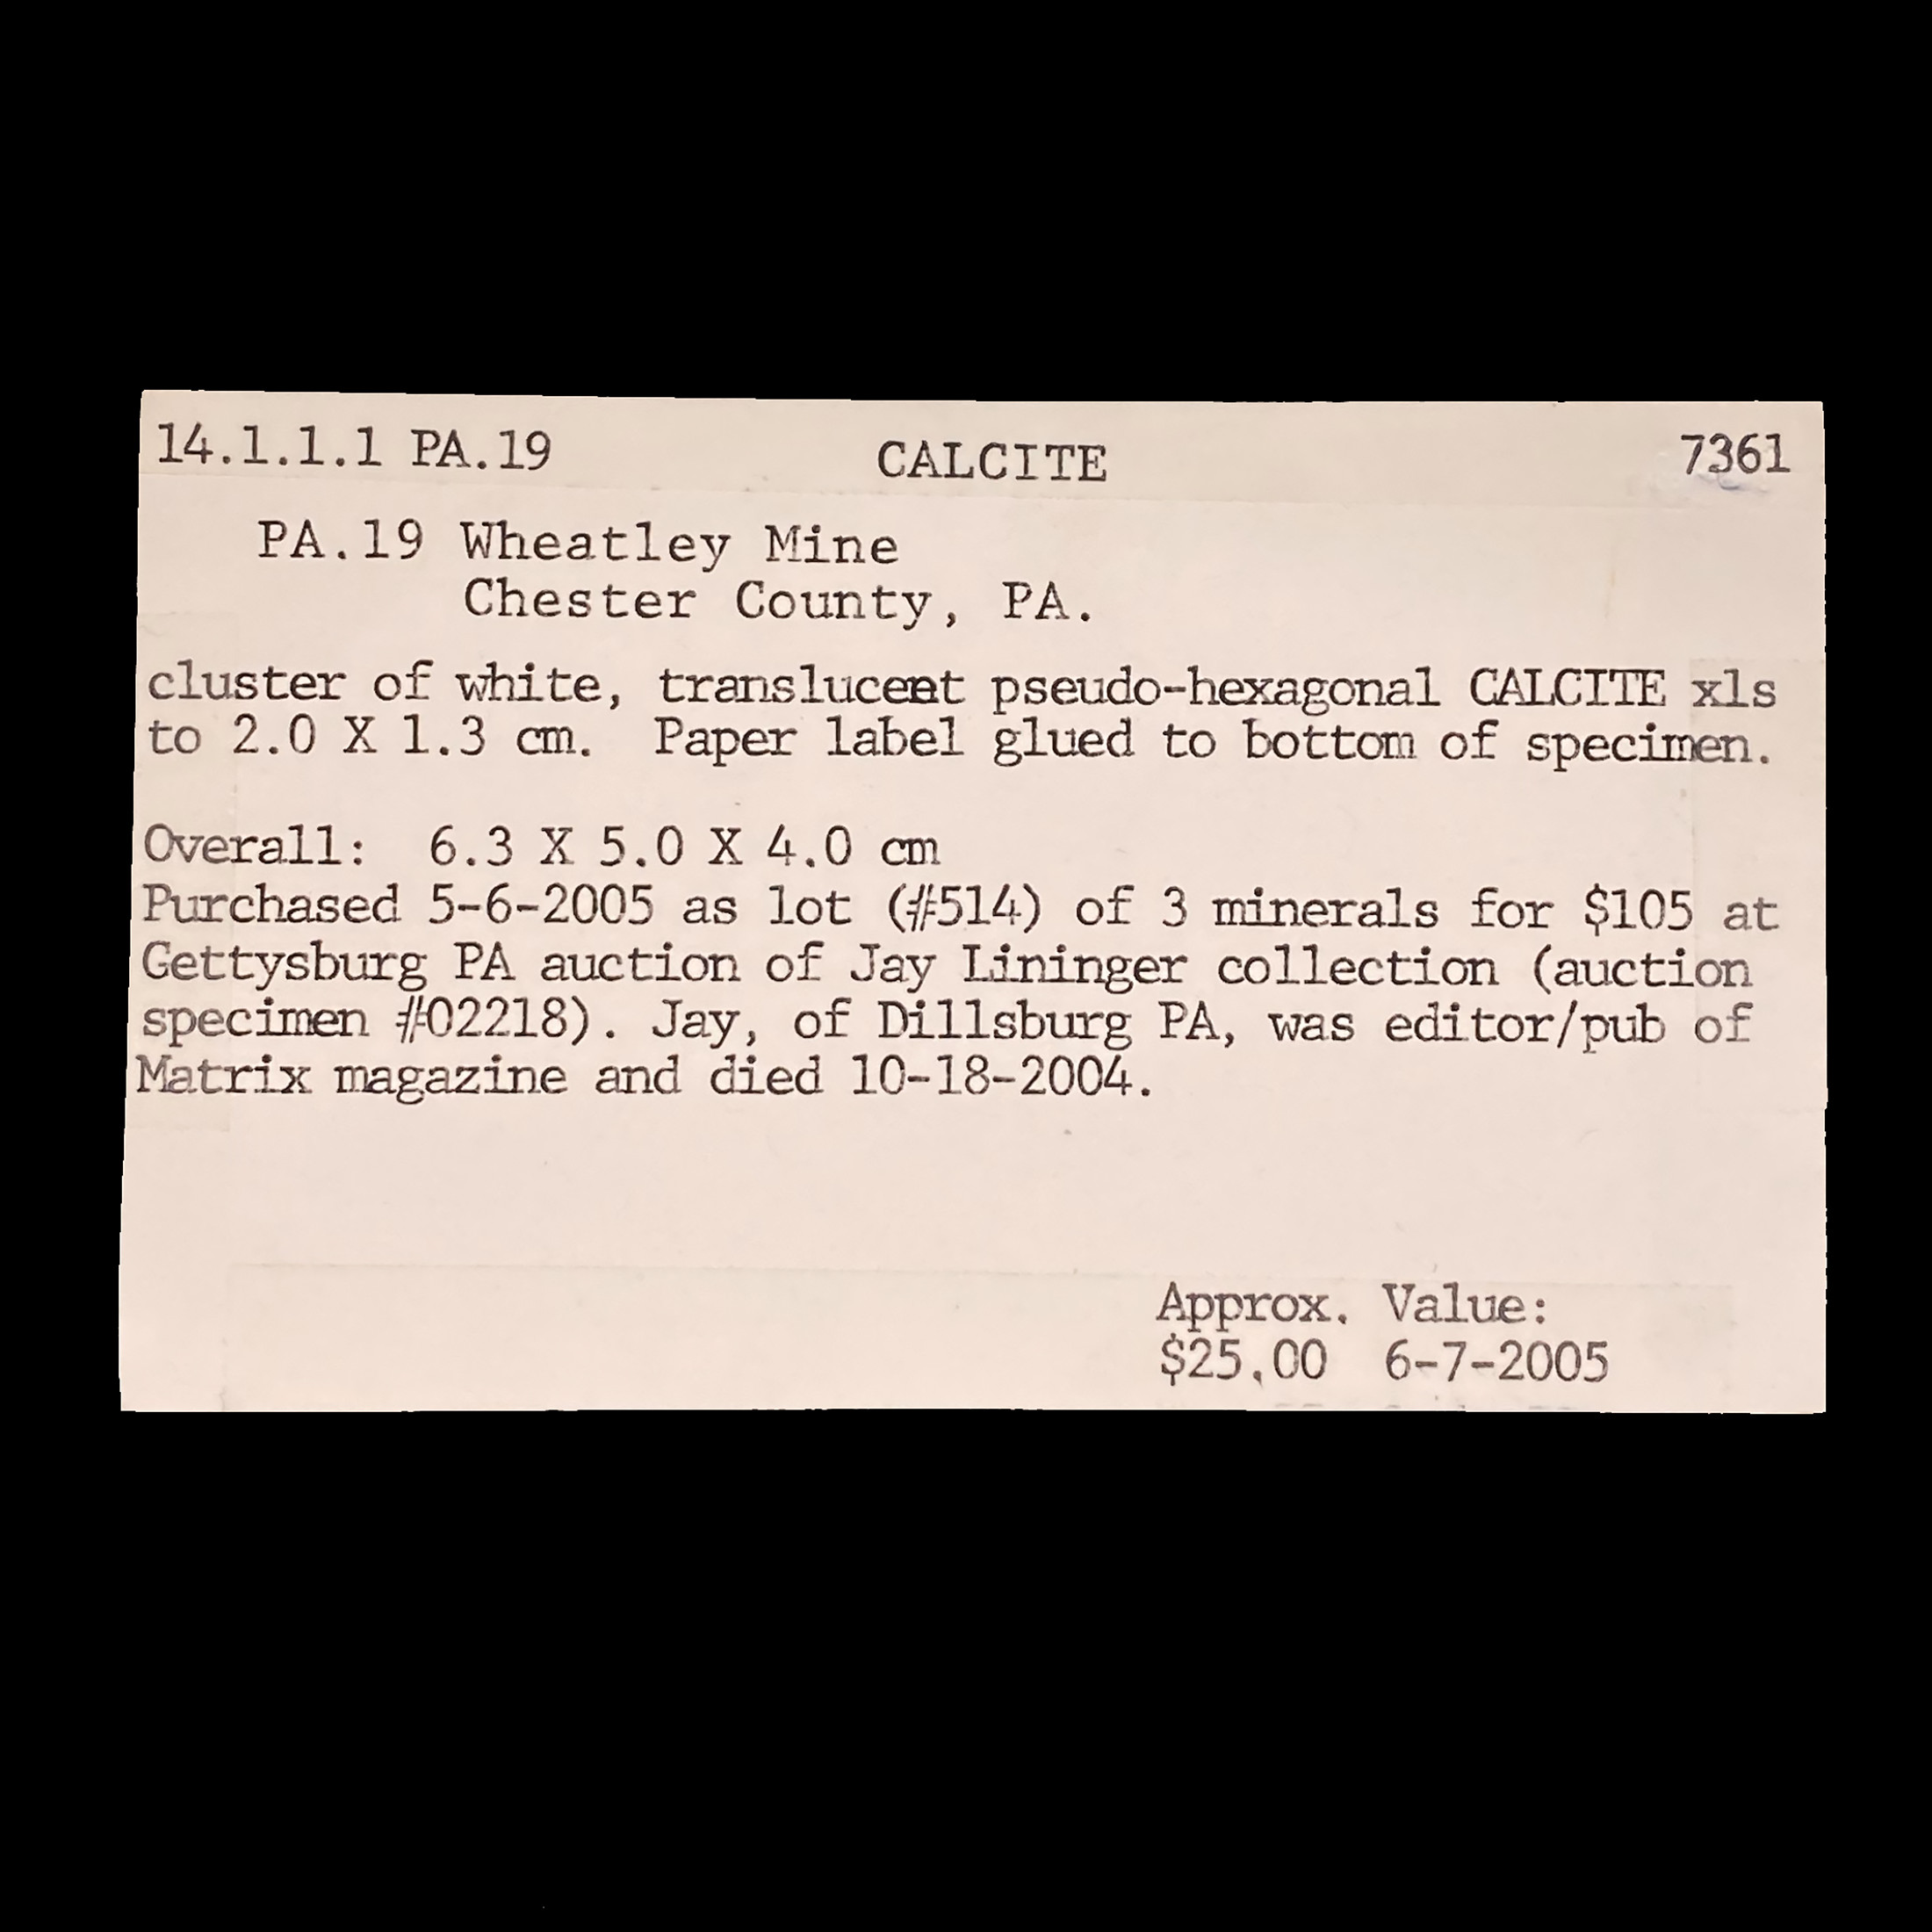 14.1.1.1 PA.19 CALCITE 7361
PA.19 Wheatley Mine
Chester County, PA.
cluster of white, translucent pseudo-hexagonal CALCITE xls
to 2.0 X 1.3 cm. Paper label glued to bottom of specimen.
Overall: 6.3 X 5.0 X 4.0 cm
Purchased 5-6-2005 as lot (#514) of 3 minerals for $105 at
Gettysburg PA auction of Jay Lininger collection (auction
specimen #02218). Jay, of Dillsburg PA, was editor/pub of
Matrix magazine and died 10-18-2004.
Approx. Value:
$25.00 6-7-2005